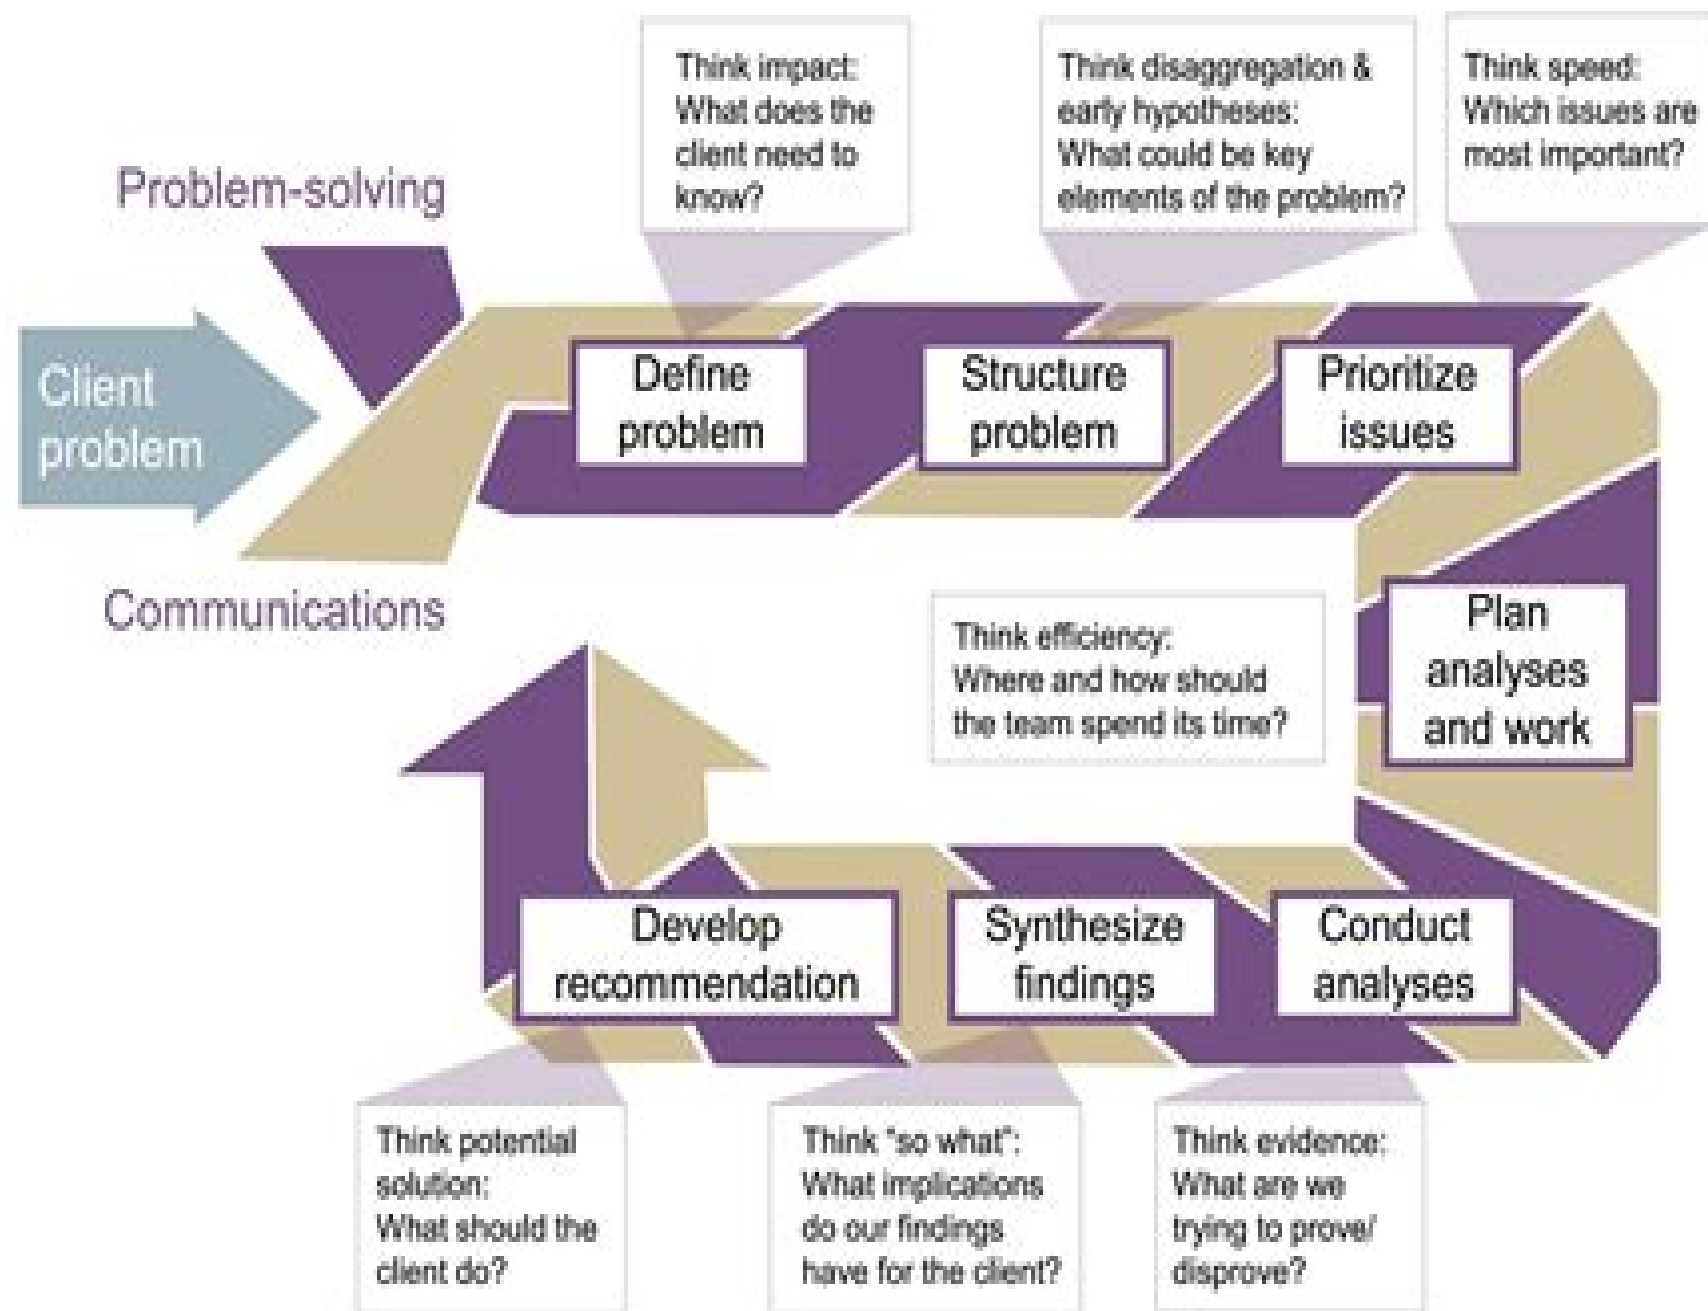 Think impact:
What does the
client need to
know?
Think disaggregation &
early hypotheses:
What could be key
elements of the problem?
Think speed:
Which issues are
most important?
Problem-solving
Client
problem
Communications
Define
problem
Structure
problem
Prioritize
issues
Plan
analyses
and work
Think efficiency:
Where and how should
the team spend its time?
Conduct
analyses
Synthesize
findings
Develop
recommendation
Think evidence:
What are we
trying to prove/
disprove?
Think "so what":
What implications
do our findings
have for the client?
Think potential
solution:
What should the
client do?